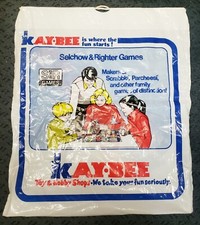 KAY-BEE is where the
fun starts!
Selchow & Righter Games
Makers of
Scrabble, Parcheesi,
and other family
games of distinction!
GAMES
KAY-BEE
Toy & Hobby Shops - We take your fun seriously.